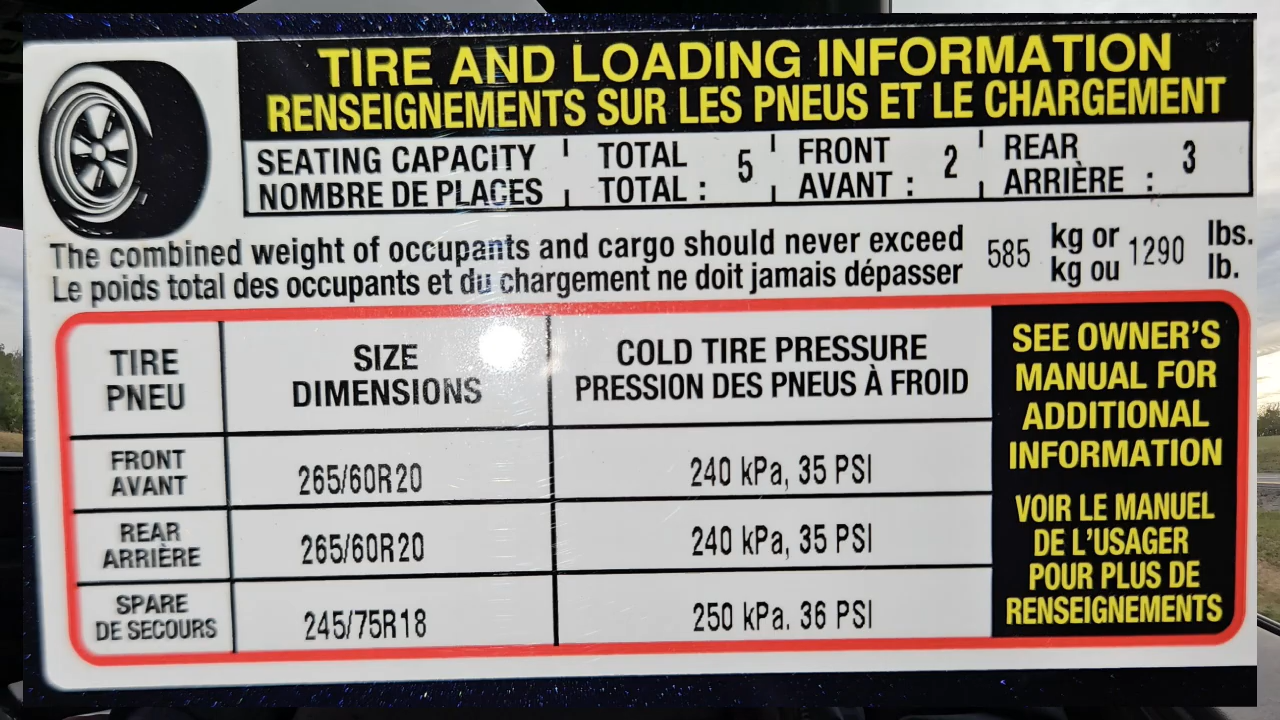 TIRE AND LOADING INFORMATION
RENSEIGNEMENTS SUR LES PNEUS ET LE CHARGEMENT
SEATING CAPACITY TOTAL 5 FRONT 2 REAR 3
NOMBRE DE PLACES TOTAL : AVANT : ARRIÈRE :
The combined weight of occupants and cargo should never exceed 585 kg or 1290 lbs.
Le poids total des occupants et du chargement ne doit jamais dépasser kg ou lb.
TIRE SIZE COLD TIRE PRESSURE
PNEU DIMENSIONS PRESSION DES PNEUS À FROID
FRONT
AVANT 265/60R20 240 kPa, 35 PSI
REAR
ARRIÈRE 265/60R20 240 kPa, 35 PSI
SPARE
DE SECOURS 245/75R18 250 kPa. 36 PSI
SEE OWNER'S
MANUAL FOR
ADDITIONAL
INFORMATION
VOIR LE MANUEL
DE L'USAGER
POUR PLUS DE
RENSEIGNEMENTS